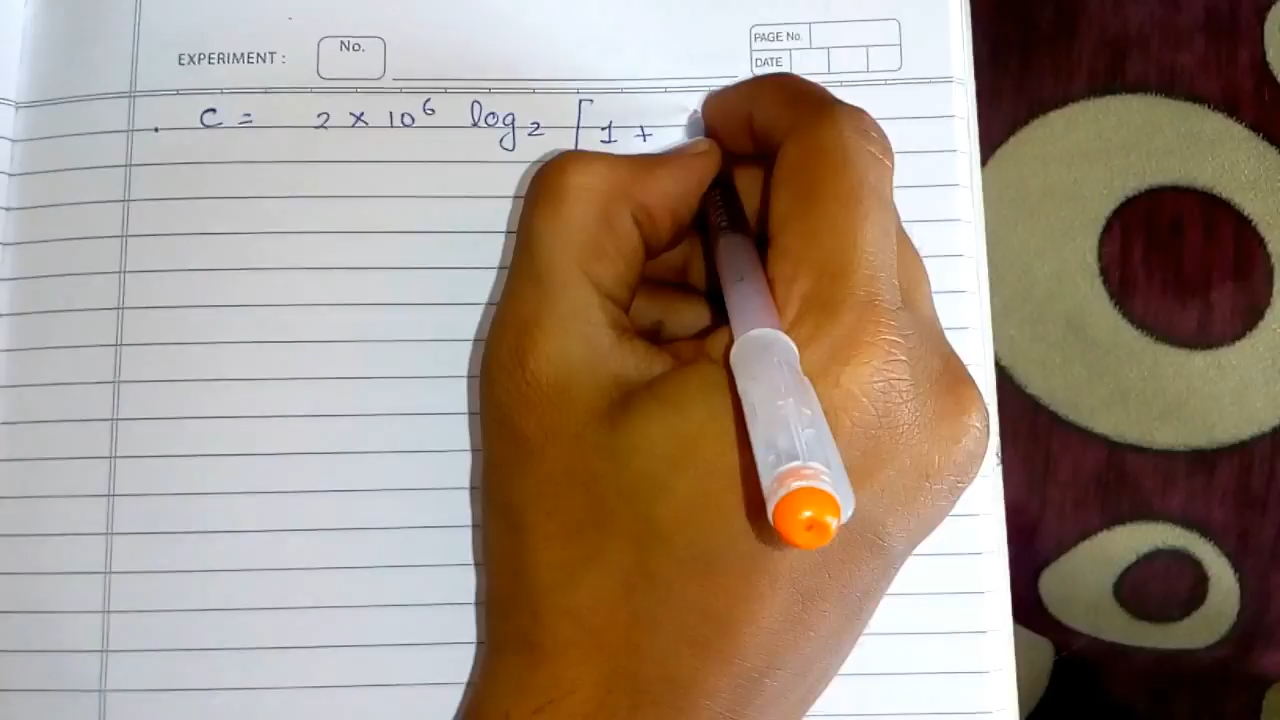 EXPERIMENT :
No.
PAGE No.
DATE
C = 2 × 10⁶ log₂ [ 1 +